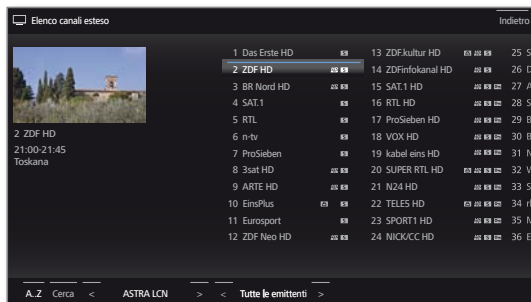 Elenco canali esteso
Indietro
2 ZDF HD
21:00-21:45
Toskana
1 Das Erste HD
2 ZDF HD
3 BR Nord HD
4 SAT.1
5 RTL
6 n-tv
7 ProSieben
8 3sat HD
9 ARTE HD
10 EinsPlus
11 Eurosport
12 ZDF Neo HD
13 ZDF.kultur HD
14 ZDFinfokanal HD
15 SAT.1 HD
16 RTL HD
17 ProSieben HD
18 VOX HD
19 kabel eins HD
20 SUPER RTL HD
21 N24 HD
22 TELE5 HD
23 SPORT1 HD
24 NICK/CC HD
25 S
26 D
27 A
28 S
29 B
30 B
31 N
32
33 S
34
35 N
36 E
A..Z Cerca < ASTRA LCN > < Tutte le emittenti >